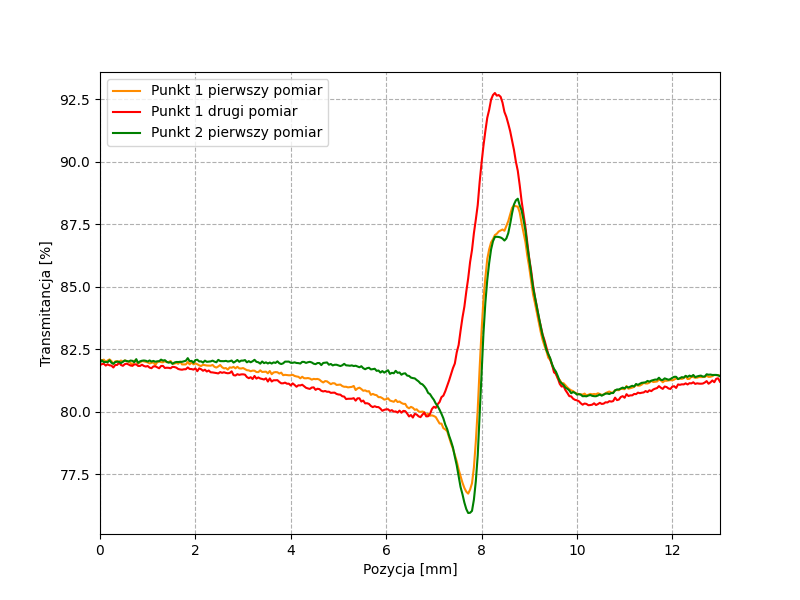 Punkt 1 pierwszy pomiar
Punkt 1 drugi pomiar
Punkt 2 pierwszy pomiar
92.5
90.0
87.5
85.0
82.5
80.0
77.5
Transmitancja [%]
0 2 4 6 8 10 12
Pozycja [mm]